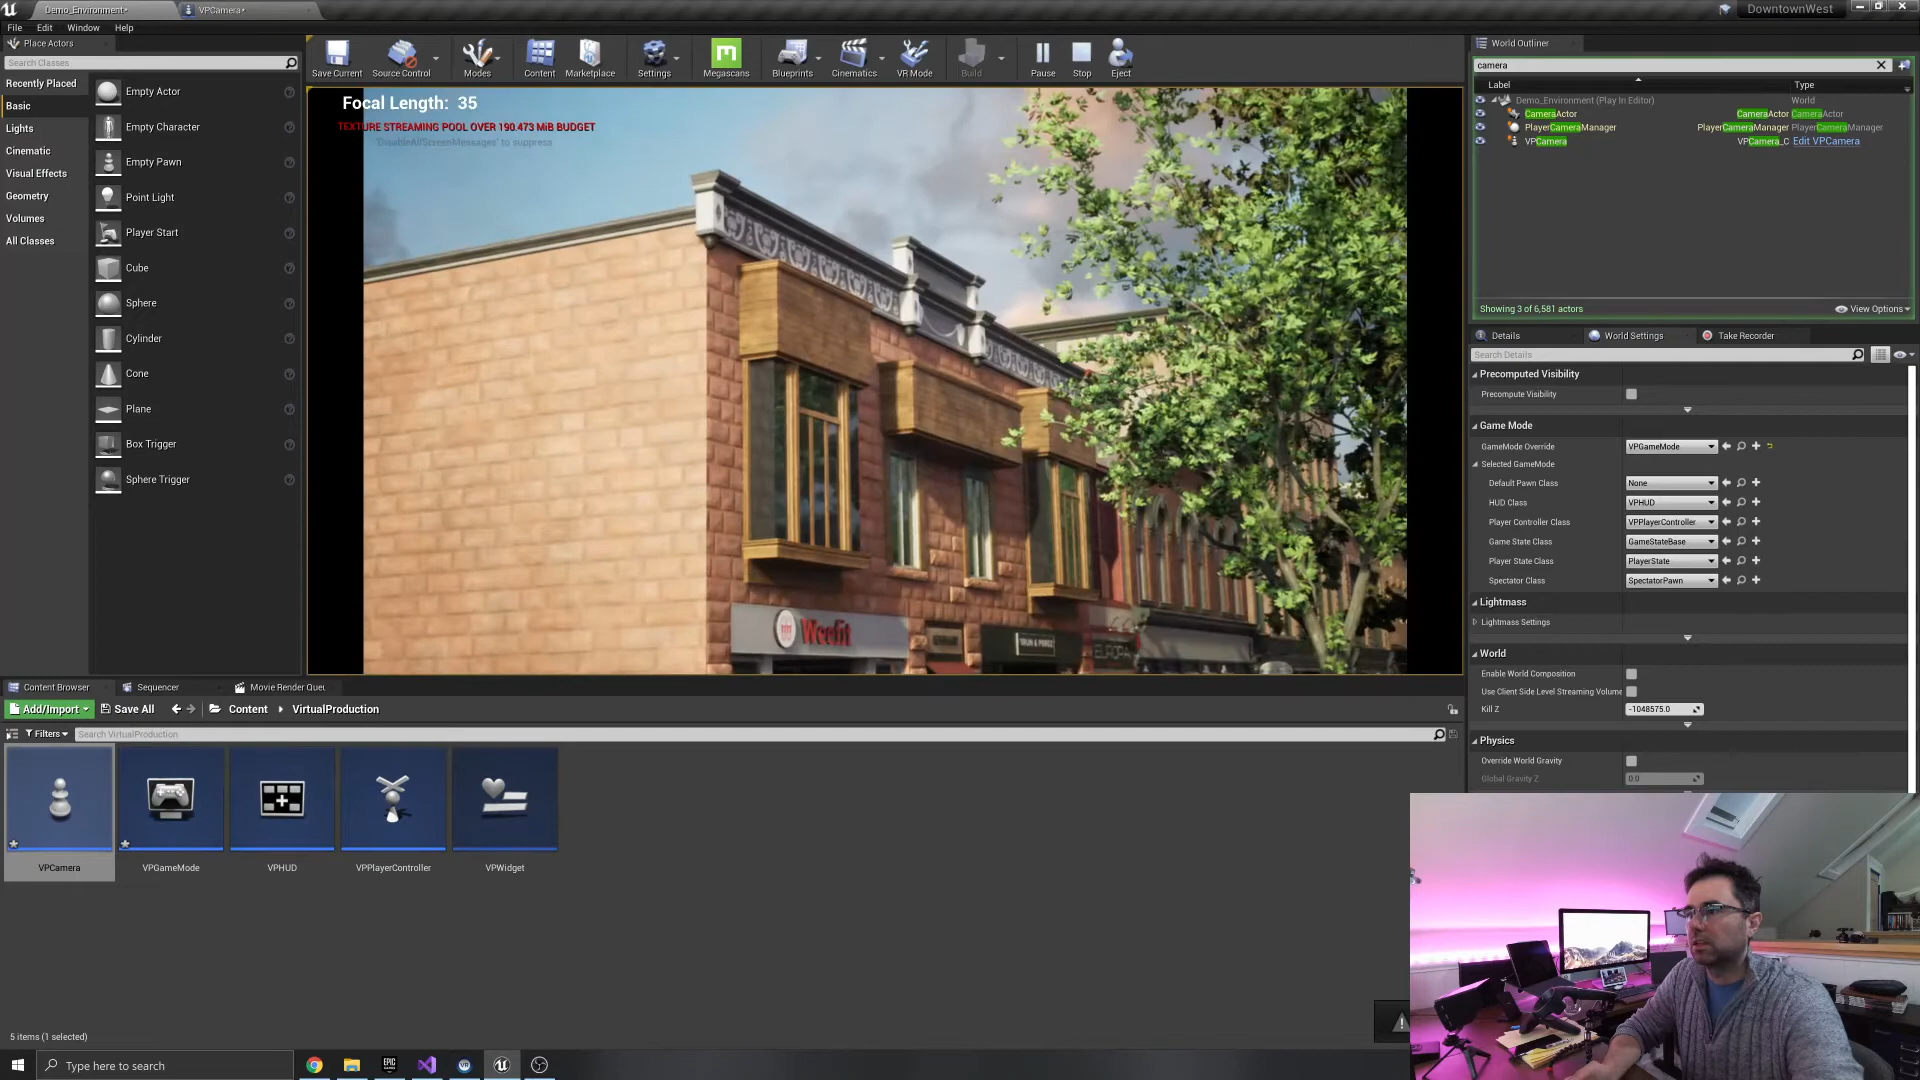 Demo_Environment*
VPCamera*
DowntownWest
File Edit Window Help
Place Actors
Search Classes
Recently Placed
Basic
Lights
Cinematic
Visual Effects
Geometry
Volumes
All Classes
Empty Actor
Empty Character
Empty Pawn
Point Light
Player Start
Cube
Sphere
Cylinder
Cone
Plane
Box Trigger
Sphere Trigger
Save Current
Source Control
Modes
Content
Marketplace
Settings
Megascans
Blueprints
Cinematics
VR Mode
Build
Pause
Stop
Eject
Focal Length: 35
TEXTURE STREAMING POOL OVER 190.473 MiB BUDGET
'DisableAllScreenMessages' to suppress
EUROPA
World Outliner
camera
Label Type
Demo_Environment (Play In Editor) World
CameraActor CameraActor CameraActor
PlayerCameraManager PlayerCameraManager PlayerCameraManager
VPCamera VPCamera_C Edit VPCamera
Showing 3 of 6,581 actors
View Options
Details
World Settings
Take Recorder
Search Details
Precomputed Visibility
Precompute Visibility
Game Mode
GameMode Override VPGameMode
Selected GameMode
Default Pawn Class None
HUD Class VPHUD
Player Controller Class VPPlayerController
Game State Class GameStateBase
Player State Class PlayerState
Spectator Class SpectatorPawn
Lightmass
Lightmass Settings
World
Enable World Composition
Use Client Side Level Streaming Volume
Kill Z -1048575.0
Physics
Override World Gravity
Global Gravity Z 0.0
Content Browser
Sequencer
Movie Render Queu
Add/Import
Save All
Content
VirtualProduction
Filters
Search VirtualProduction
VPCamera
VPGameMode
VPHUD
VPPlayerController
VPWidget
5 items (1 selected)
Type here to search